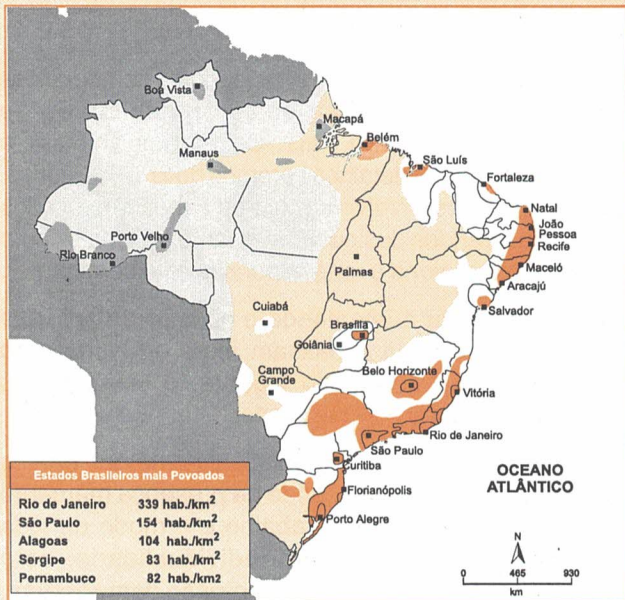 Boa Vista
Macapá
Belém
Manaus
São Luís
Fortaleza
Natal
João
Pessoa
Recife
Porto Velho
Rio Branco
Palmas
Maceió
Aracajú
Salvador
Cuiabá
Brasília
Goiânia
Campo
Grande
Belo Horizonte
Vitória
São Paulo
Rio de Janeiro
Curitiba
Florianópolis
Porto Alegre
OCEANO
ATLÂNTICO
Estados Brasileiros mais Povoados
Rio de Janeiro 339 hab./km²
São Paulo 154 hab./km²
Alagoas 104 hab./km²
Sergipe 83 hab./km²
Pernambuco 82 hab./km2
N
0 465 930
km